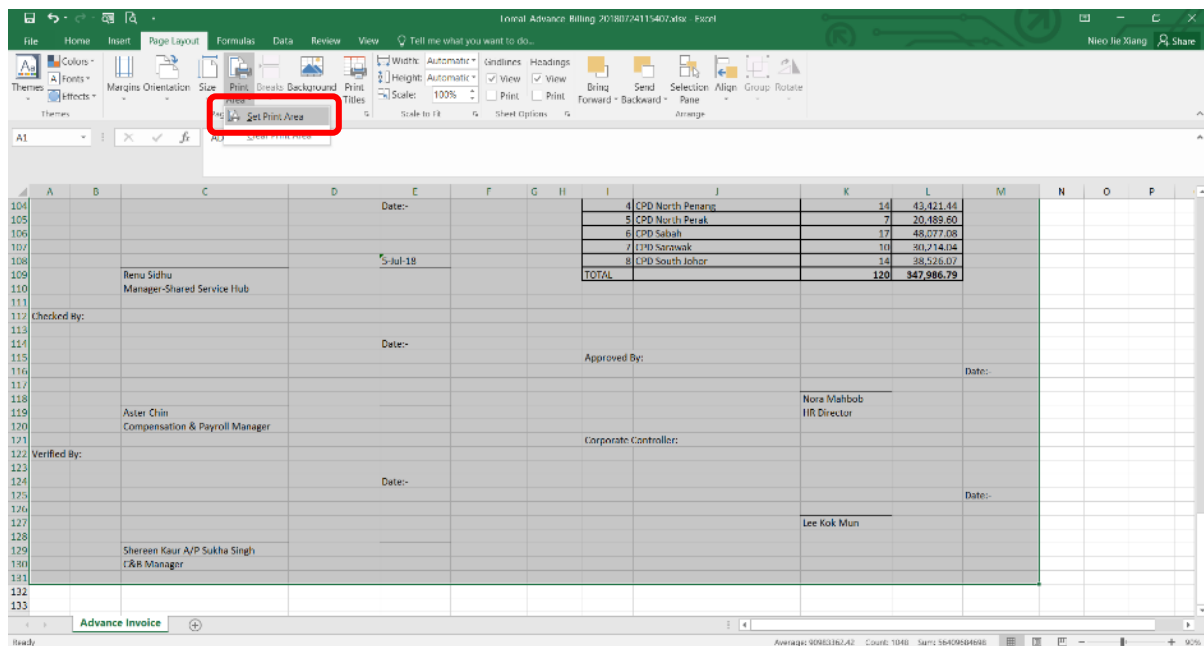 Loreal Advance Billing 20180724115407.xlsx - Excel
File Home Insert Page Layout Formulas Data Review View Tell me what you want to do... Nieo Jie Xiang Share
Colors Width: Automatic Gridlines Headings
Fonts Height: Automatic View View
Effects Scale: 100% Print Print
Themes Margins Orientation Size Print Area Breaks Background Print Titles Bring Forward Send Backward Selection Pane Align Group Rotate
Themes Scale to Fit Sheet Options Arrange
Set Print Area
Clear Print Area
A1 fx
A B C D E F G H I J K L M N O P
104 Date:- 4 CPD North Penang 14 43,421.44
105 5 CPD North Perak 7 20,489.60
106 6 CPD Sabah 17 48,077.08
107 7 CPD Sarawak 10 30,214.04
108 5-Jul-18 8 CPD South Johor 14 38,526.07
109 Renu Sidhu TOTAL 120 347,986.79
110 Manager-Shared Service Hub
111
112 Checked By:
113
114 Date:-
115 Approved By:
116 Date:-
117
118 Nora Mahbob
119 Aster Chin HR Director
120 Compensation & Payroll Manager
121 Corporate Controller:
122 Verified By:
123
124 Date:-
125 Date:-
126
127 Lee Kok Mun
128
129 Shereen Kaur A/P Sukha Singh
130 C&B Manager
131
132
133
Advance Invoice
Ready Average: 90983362.42 Count: 1048 Sum: 56409684698 90%